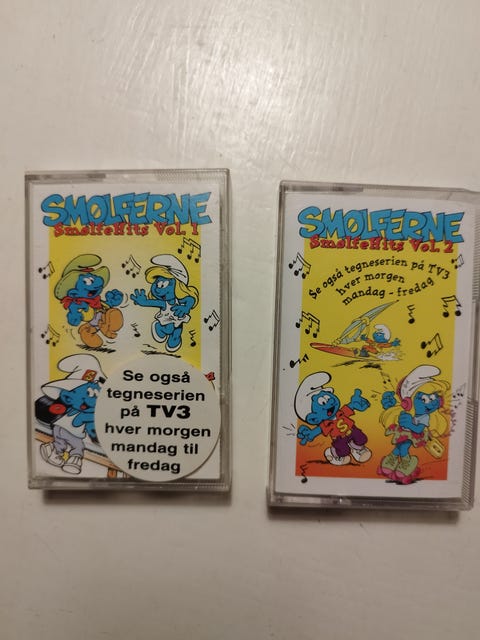 SMØLFERNE
SmølfeHits Vol. 1
Se også
tegneserien
på TV3
hver morgen
mandag til
fredag
SMØLFERNE
SmølfeHits Vol. 2
Se også tegneserien på TV3
hver morgen
mandag - fredag
S